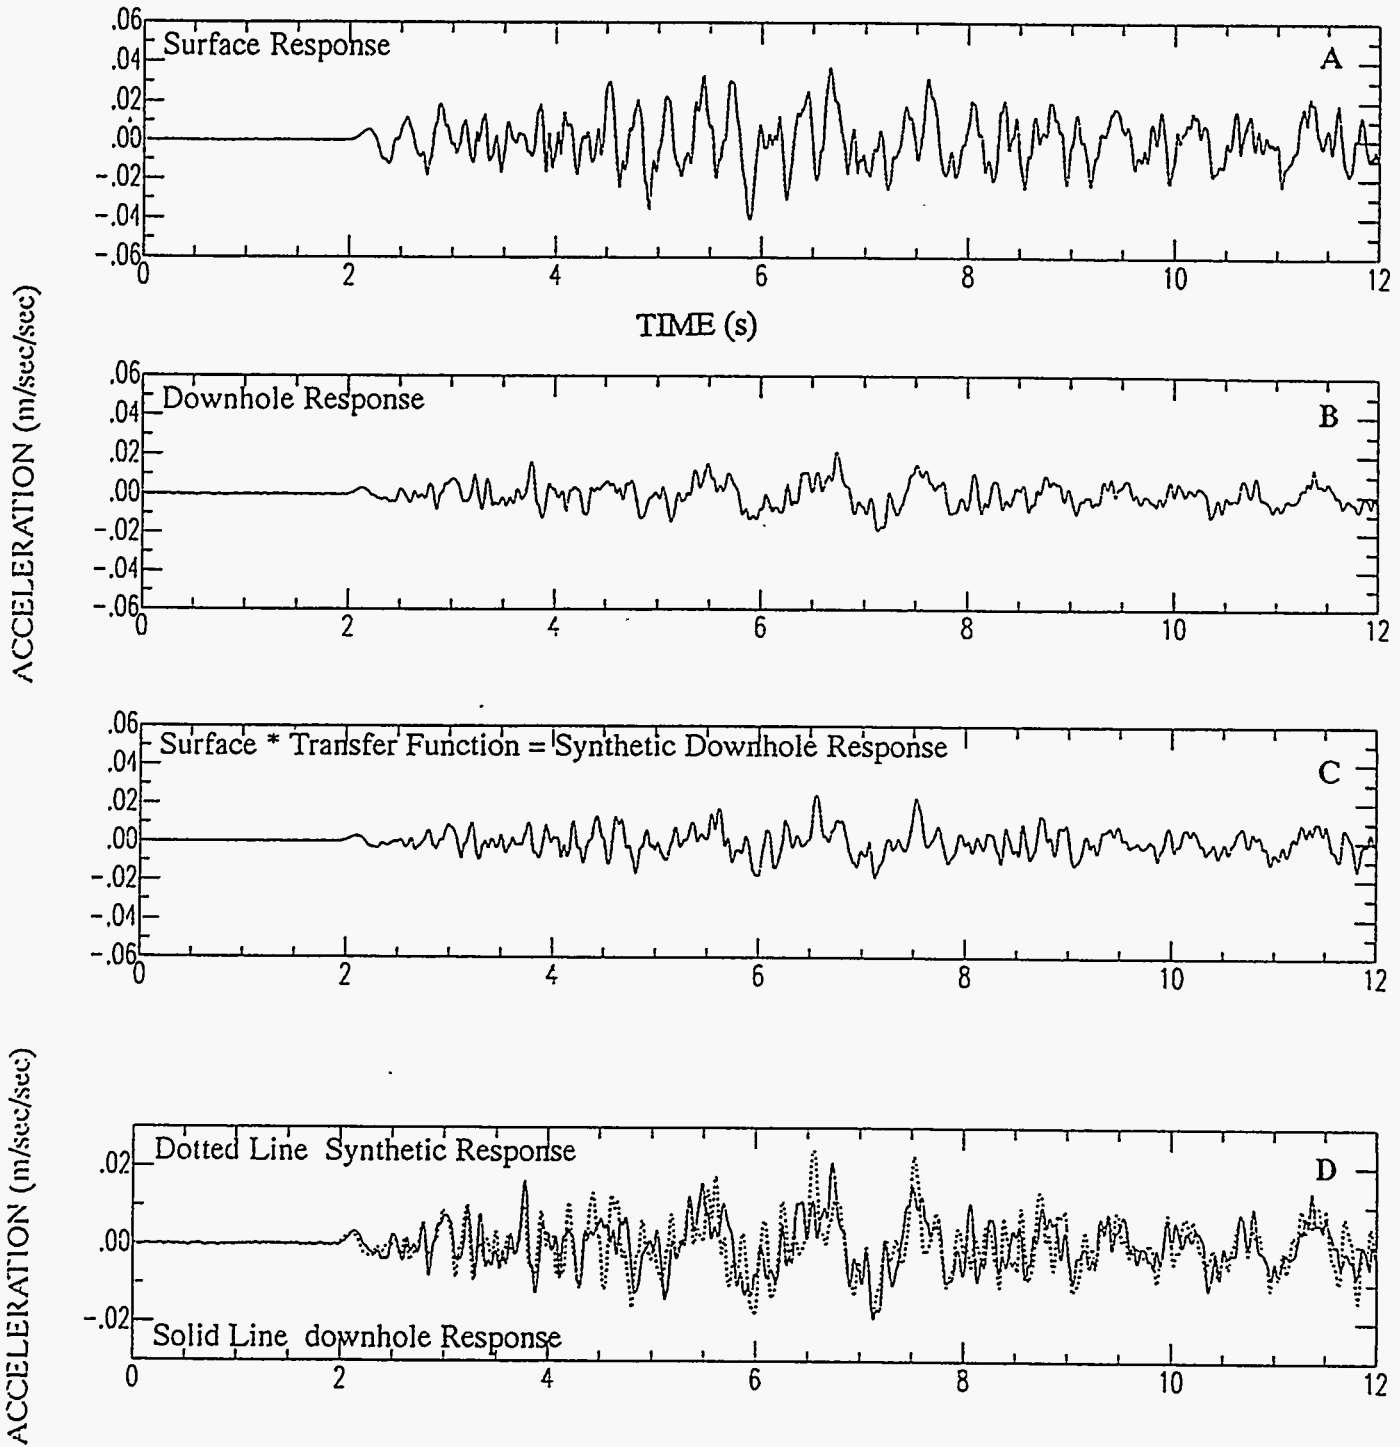 .06
Surface Response
A
.04
.02
.00
-.02
-.04
-.06
0 2 4 6 8 10 12
TIME (s)
ACCELERATION (m/sec/sec)
.06
Downhole Response
B
.04
.02
.00
-.02
-.04
-.06
0 2 4 6 8 10 12
.06
Surface * Transfer Function = Synthetic Downhole Response
C
.04
.02
.00
-.02
-.04
-.06
0 2 4 6 8 10 12
ACCELERATION (m/sec/sec)
Dotted Line Synthetic Response
D
.02
.00
-.02
Solid Line downhole Response
0 2 4 6 8 10 12